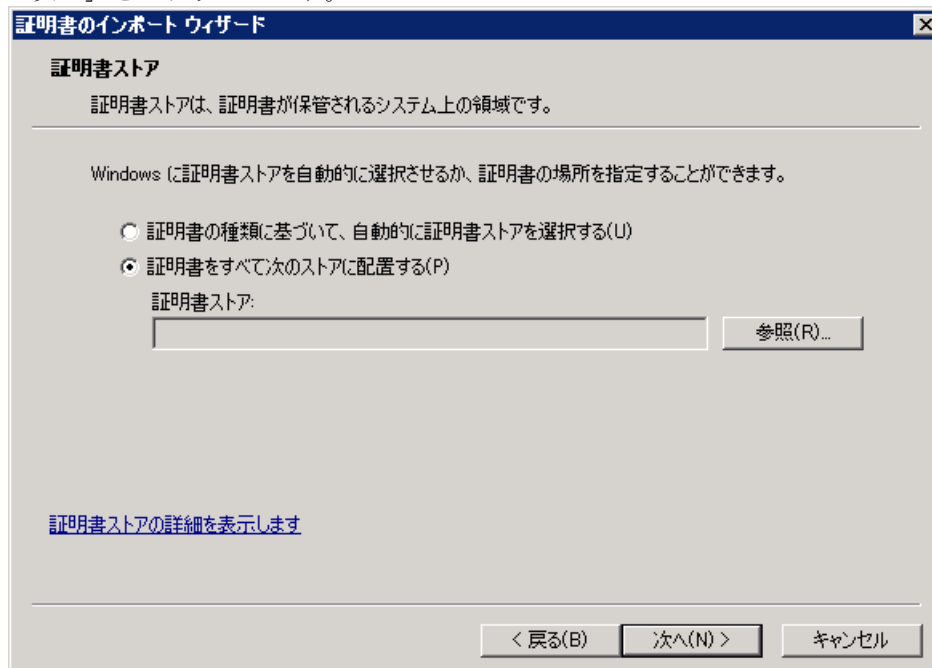 証明書のインポート ウィザード
証明書ストア
証明書ストアは、証明書が保管されるシステム上の領域です。
Windows に証明書ストアを自動的に選択させるか、証明書の場所を指定することができます。
証明書の種類に基づいて、自動的に証明書ストアを選択する(U)
証明書をすべて次のストアに配置する(P)
証明書ストア:
参照(R)...
証明書ストアの詳細を表示します
< 戻る(B) 次へ(N) > キャンセル